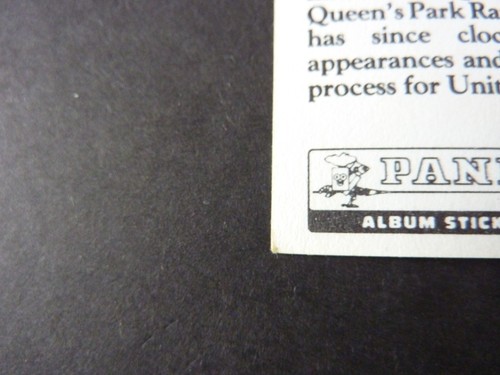 Queen's Park Ra
has since cloc
appearances and
process for Unit
PANI
ALBUM STICK